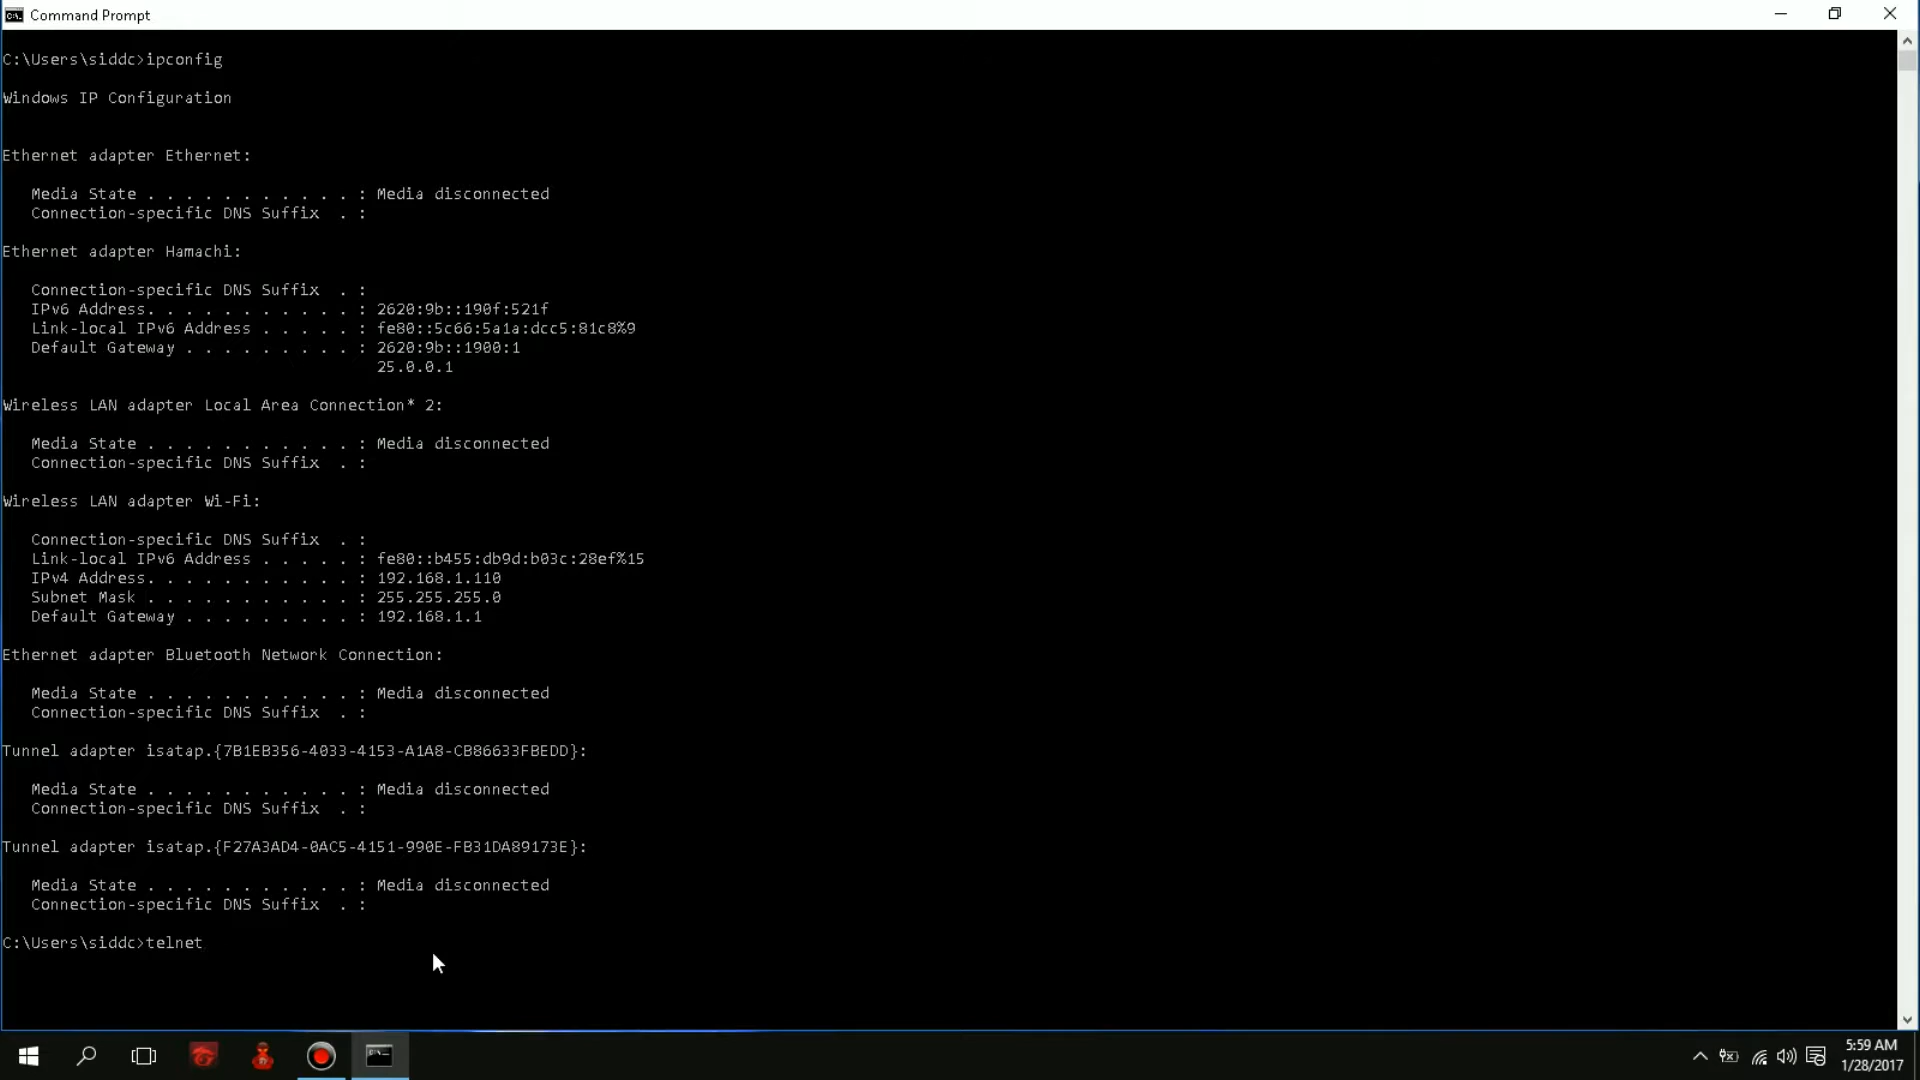 Command Prompt
C:\Users\siddc>ipconfig
Windows IP Configuration
Ethernet adapter Ethernet:
Media State . . . . . . . . . . . : Media disconnected
Connection-specific DNS Suffix  . :
Ethernet adapter Hamachi:
Connection-specific DNS Suffix  . :
IPv6 Address. . . . . . . . . . . : 2620:9b::190f:521f
Link-local IPv6 Address . . . . . : fe80::5c66:5a1a:dcc5:81c8%9
Default Gateway . . . . . . . . . : 2620:9b::1900:1
25.0.0.1
Wireless LAN adapter Local Area Connection* 2:
Media State . . . . . . . . . . . : Media disconnected
Connection-specific DNS Suffix  . :
Wireless LAN adapter Wi-Fi:
Connection-specific DNS Suffix  . :
Link-local IPv6 Address . . . . . : fe80::b455:db9d:b03c:28ef%15
IPv4 Address. . . . . . . . . . . : 192.168.1.110
Subnet Mask . . . . . . . . . . . : 255.255.255.0
Default Gateway . . . . . . . . . : 192.168.1.1
Ethernet adapter Bluetooth Network Connection:
Media State . . . . . . . . . . . : Media disconnected
Connection-specific DNS Suffix  . :
Tunnel adapter isatap.{7B1EB356-4033-4153-A1A8-CB86633FBEDD}:
Media State . . . . . . . . . . . : Media disconnected
Connection-specific DNS Suffix  . :
Tunnel adapter isatap.{F27A3AD4-0AC5-4151-990E-FB31DA89173E}:
Media State . . . . . . . . . . . : Media disconnected
Connection-specific DNS Suffix  . :
C:\Users\siddc>telnet
5:59 AM
1/28/2017